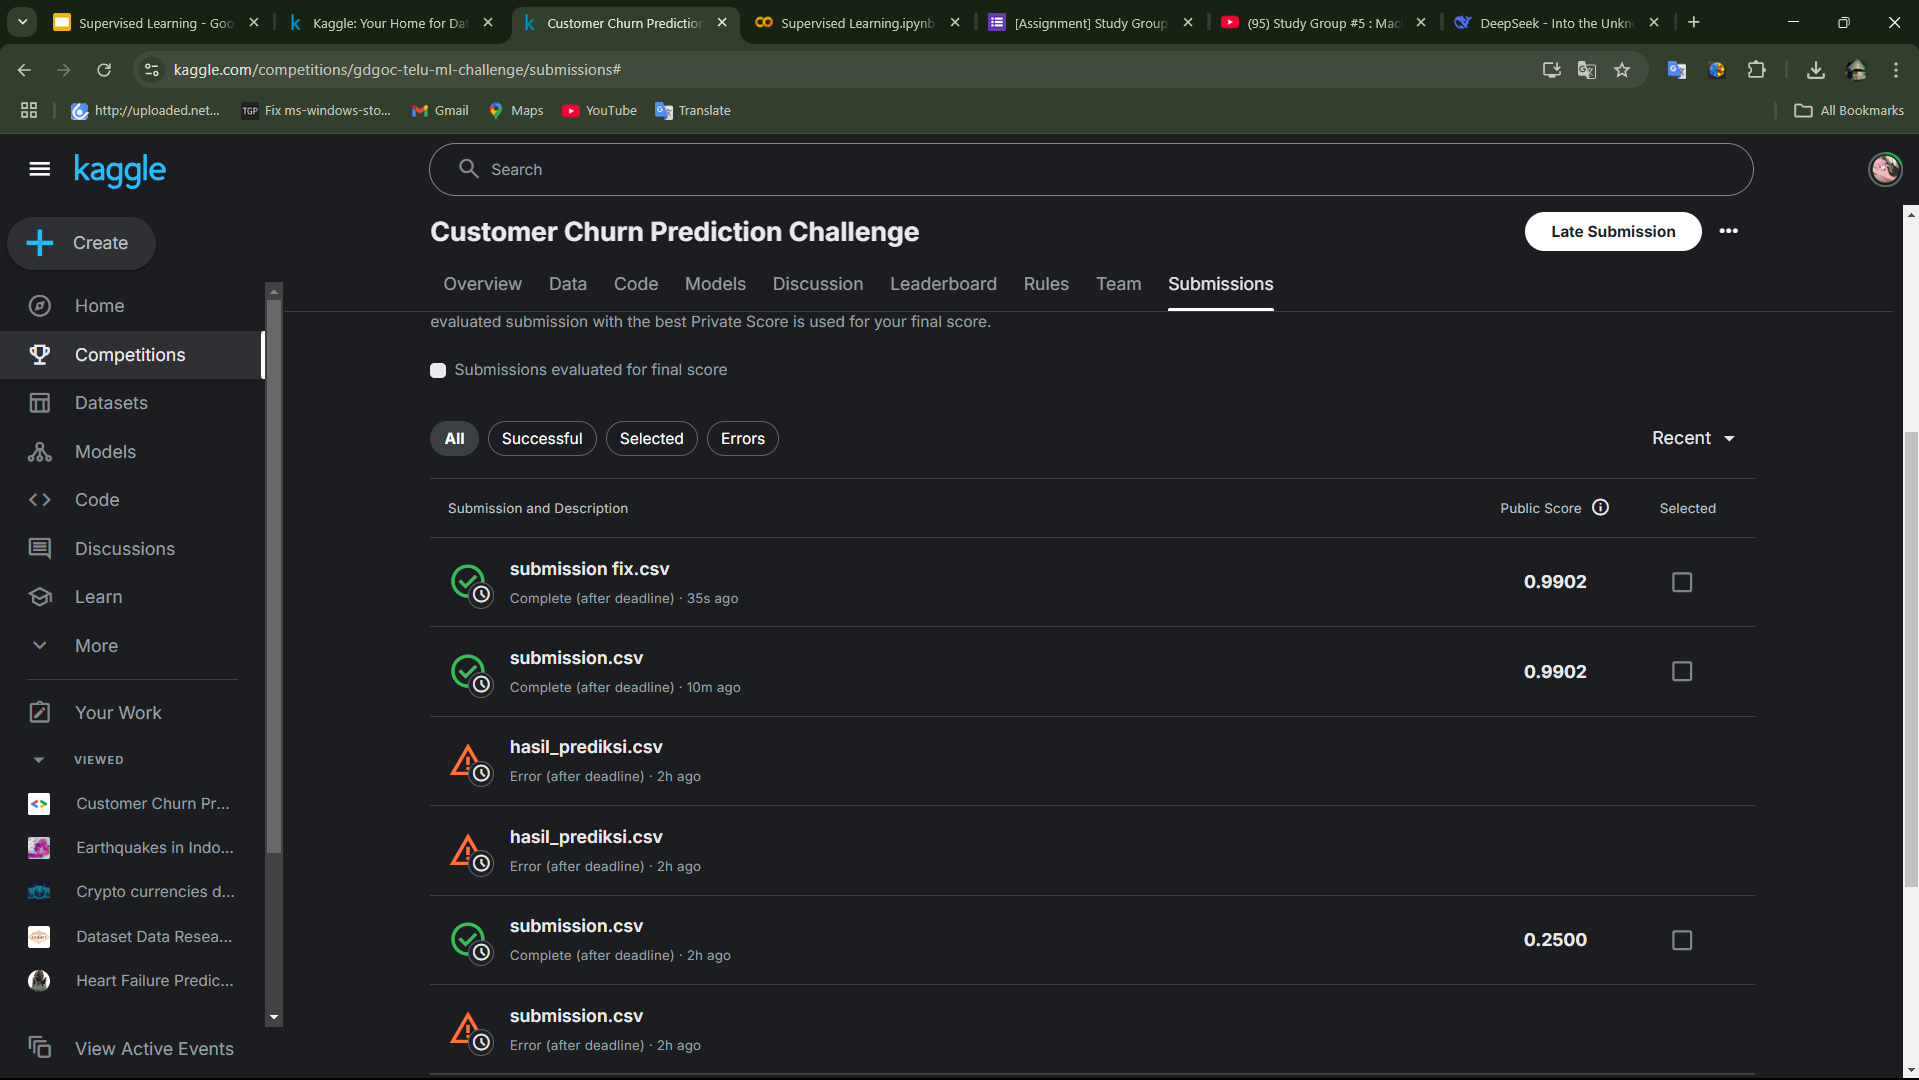 Supervised Learning - Goo
Kaggle: Your Home for Dat
Customer Churn Prediction
Supervised Learning.ipynb
[Assignment] Study Group
(95) Study Group #5 : Mac
DeepSeek - Into the Unkno
kaggle.com/competitions/gdgoc-telu-ml-challenge/submissions#
http://uploaded.net...
TGP
Fix ms-windows-sto...
Gmail
Maps
YouTube
Translate
All Bookmarks
kaggle
Search
Create
Customer Churn Prediction Challenge
Late Submission
Overview
Data
Code
Models
Discussion
Leaderboard
Rules
Team
Submissions
Home
Competitions
Datasets
Models
Code
Discussions
Learn
More
Your Work
VIEWED
Customer Churn Pr...
Earthquakes in Indo...
Crypto currencies d...
Dataset Data Resea...
Heart Failure Predic...
View Active Events
evaluated submission with the best Private Score is used for your final score.
Submissions evaluated for final score
All
Successful
Selected
Errors
Recent
Submission and Description
Public Score
Selected
submission fix.csv
Complete (after deadline) · 35s ago
0.9902
submission.csv
Complete (after deadline) · 10m ago
0.9902
hasil_prediksi.csv
Error (after deadline) · 2h ago
hasil_prediksi.csv
Error (after deadline) · 2h ago
submission.csv
Complete (after deadline) · 2h ago
0.2500
submission.csv
Error (after deadline) · 2h ago